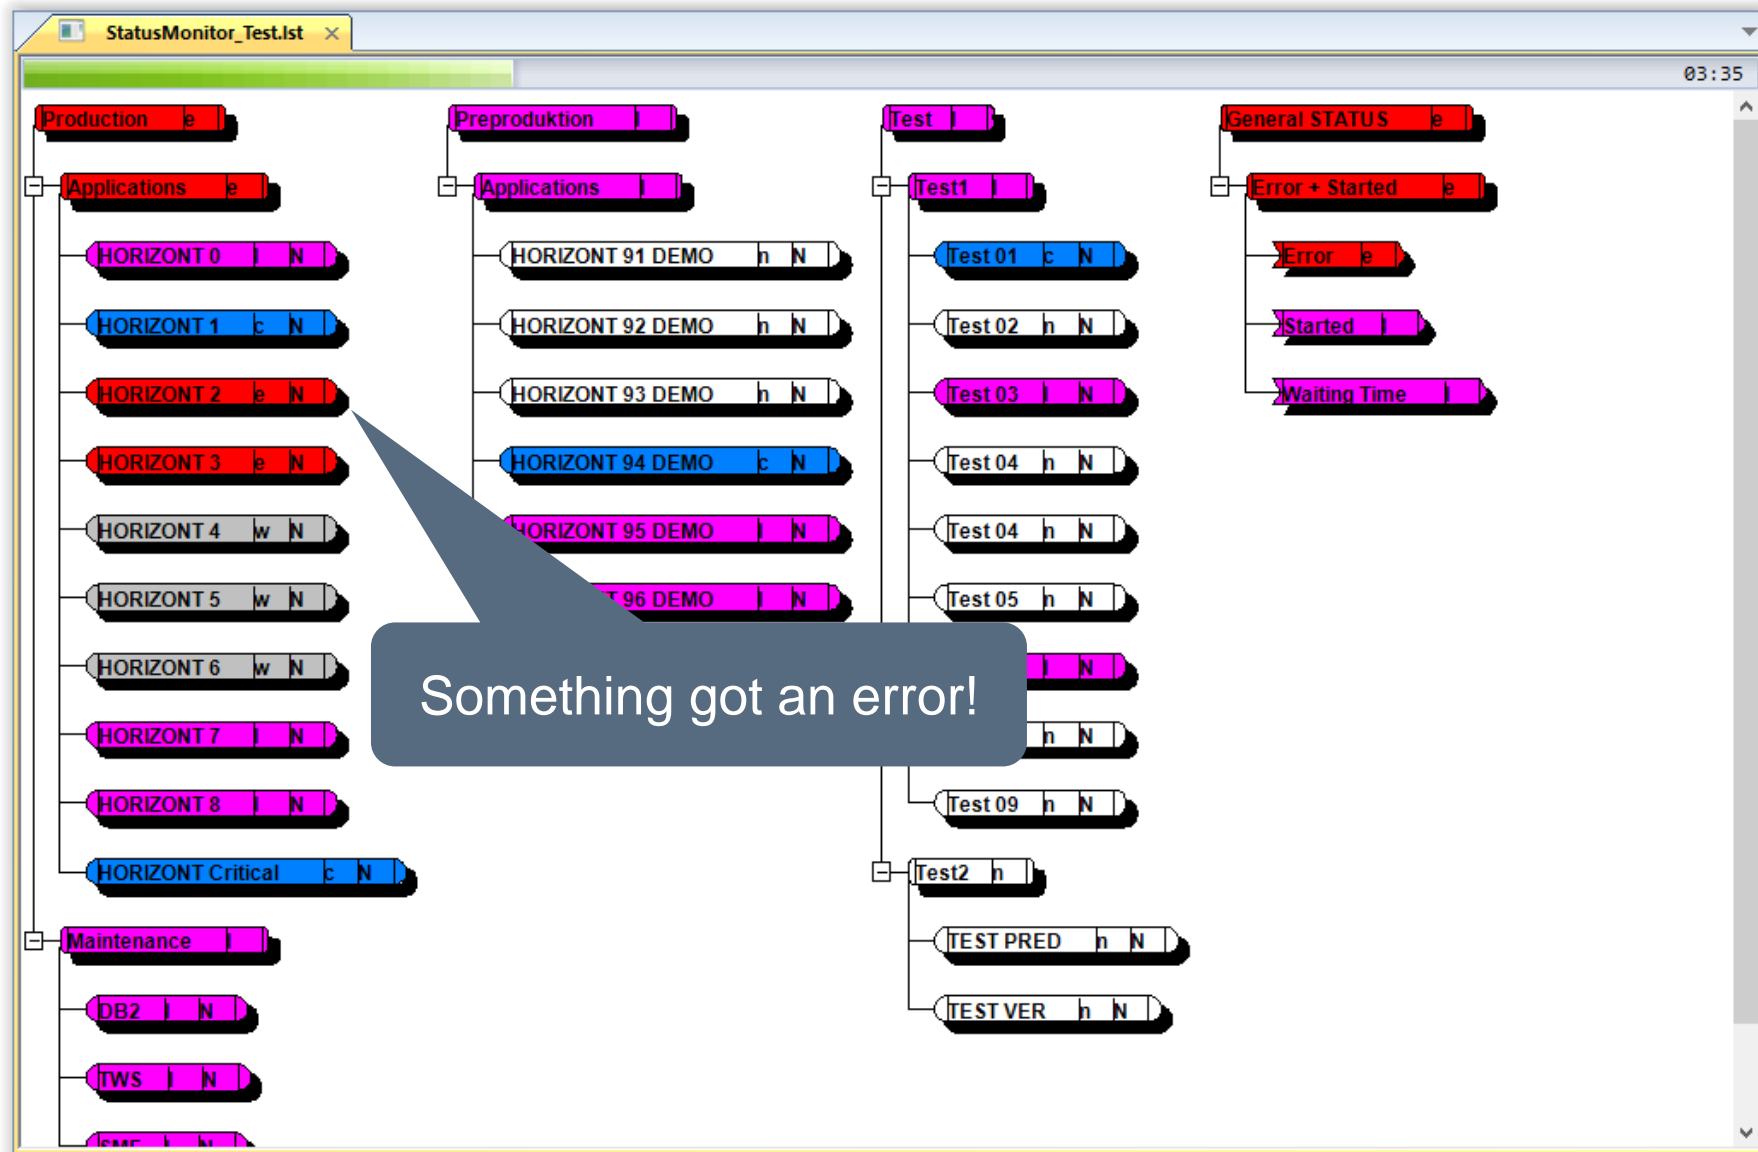 StatusMonitor_Test.lst
03:35
Production e
Applications e
HORIZONT 0 l N
HORIZONT 1 c N
HORIZONT 2 e N
HORIZONT 3 e N
HORIZONT 4 w N
HORIZONT 5 w N
HORIZONT 6 w N
HORIZONT 7 l N
HORIZONT 8 l N
HORIZONT Critical c N
Maintenance l
DB2 l N
TWS l N
Preproduktion l
Applications l
HORIZONT 91 DEMO n N
HORIZONT 92 DEMO n N
HORIZONT 93 DEMO n N
HORIZONT 94 DEMO c N
HORIZONT 95 DEMO l N
96 DEMO l N
Test l
Test1 l
Test 01 c N
Test 02 n N
Test 03 l N
Test 04 n N
Test 04 n N
Test 05 n N
l N
n N
Test 09 n N
Test2 n
TEST PRED n N
TEST VER n N
General STATUS e
Error + Started e
Error e
Started l
Waiting Time l
Something got an error!